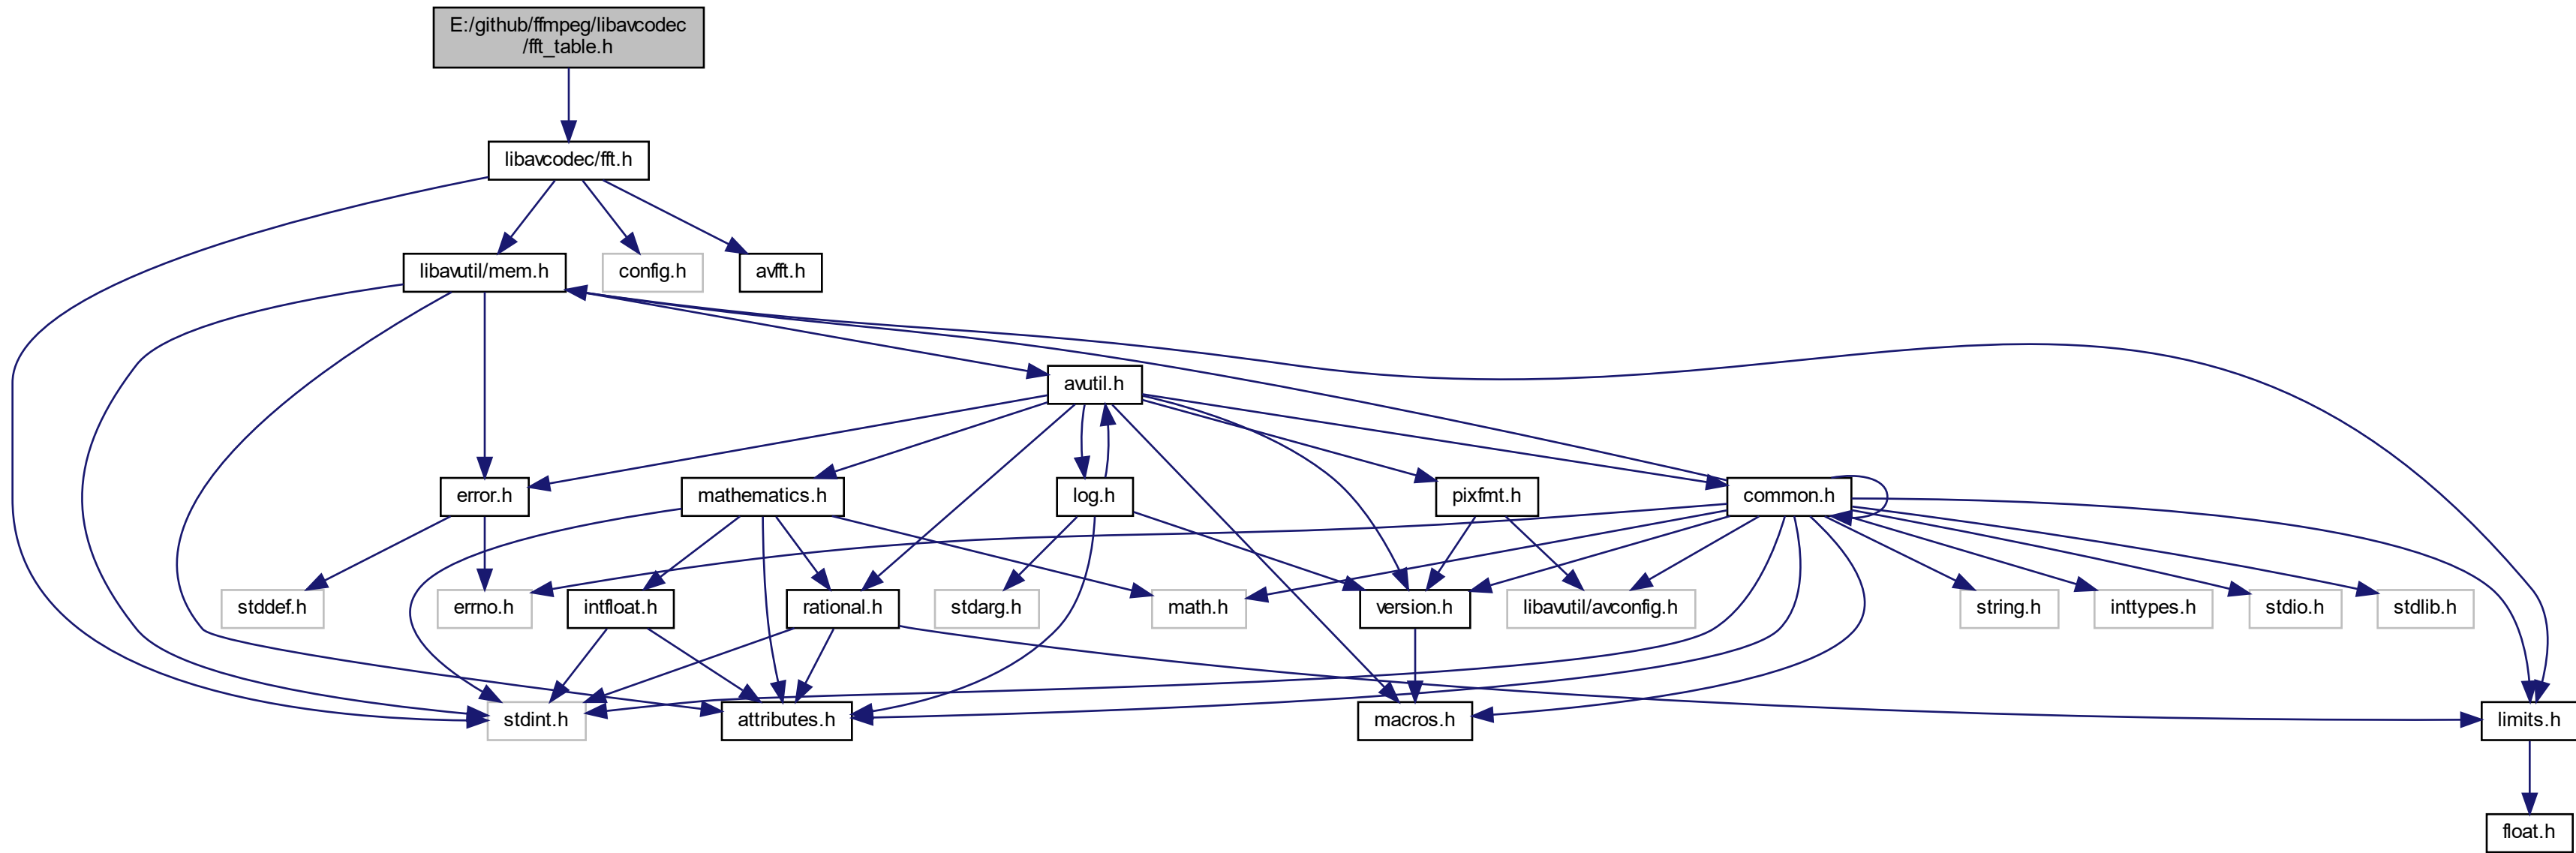 E:/github/ffmpeg/libavcodec
/fft_table.h
libavcodec/fft.h
libavutil/mem.h
config.h
avfft.h
avutil.h
error.h
mathematics.h
log.h
pixfmt.h
common.h
stddef.h
errno.h
intfloat.h
rational.h
stdarg.h
math.h
version.h
libavutil/avconfig.h
string.h
inttypes.h
stdio.h
stdlib.h
stdint.h
attributes.h
macros.h
limits.h
float.h